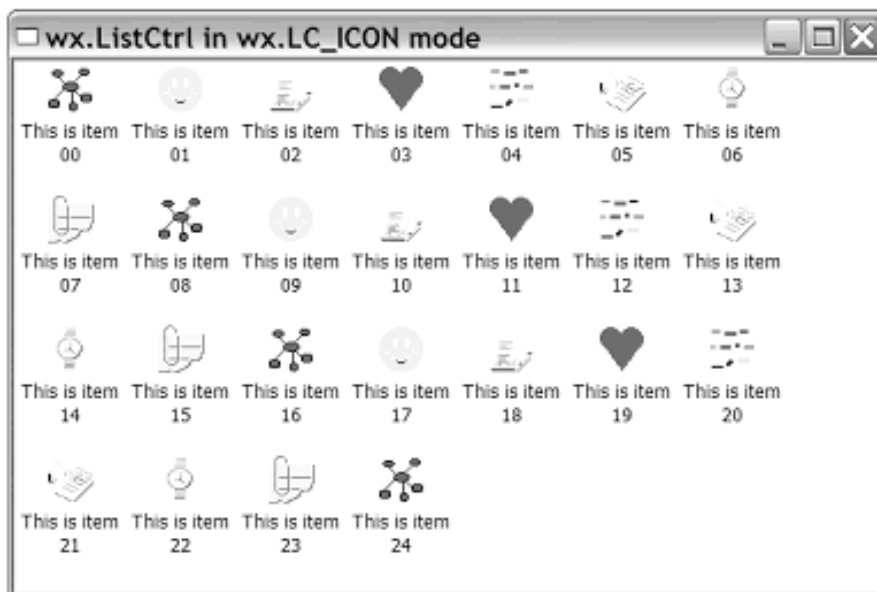 wx.ListCtrl in wx.LC_ICON mode
This is item This is item This is item This is item This is item This is item This is item
00 01 02 03 04 05 06
This is item This is item This is item This is item This is item This is item This is item
07 08 09 10 11 12 13
This is item This is item This is item This is item This is item This is item This is item
14 15 16 17 18 19 20
This is item This is item This is item This is item
21 22 23 24